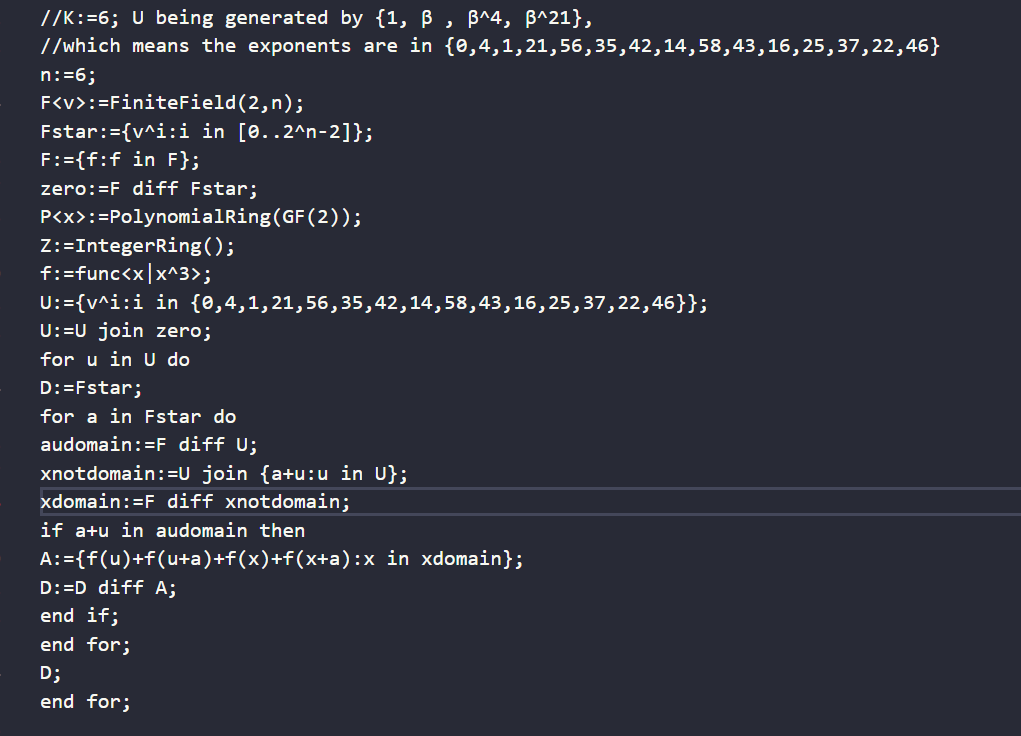 //K:=6; U being generated by {1, β , β^4, β^21},
//which means the exponents are in {0,4,1,21,56,35,42,14,58,43,16,25,37,22,46}
n:=6;
F<v>:=FiniteField(2,n);
Fstar:={v^i:i in [0..2^n-2]};
F:={f:f in F};
zero:=F diff Fstar;
P<x>:=PolynomialRing(GF(2));
Z:=IntegerRing();
f:=func<x|x^3>;
U:={v^i:i in {0,4,1,21,56,35,42,14,58,43,16,25,37,22,46}};
U:=U join zero;
for u in U do
D:=Fstar;
for a in Fstar do
audomain:=F diff U;
xnotdomain:=U join {a+u:u in U};
xdomain:=F diff xnotdomain;
if a+u in audomain then
A:={f(u)+f(u+a)+f(x)+f(x+a):x in xdomain};
D:=D diff A;
end if;
end for;
D;
end for;